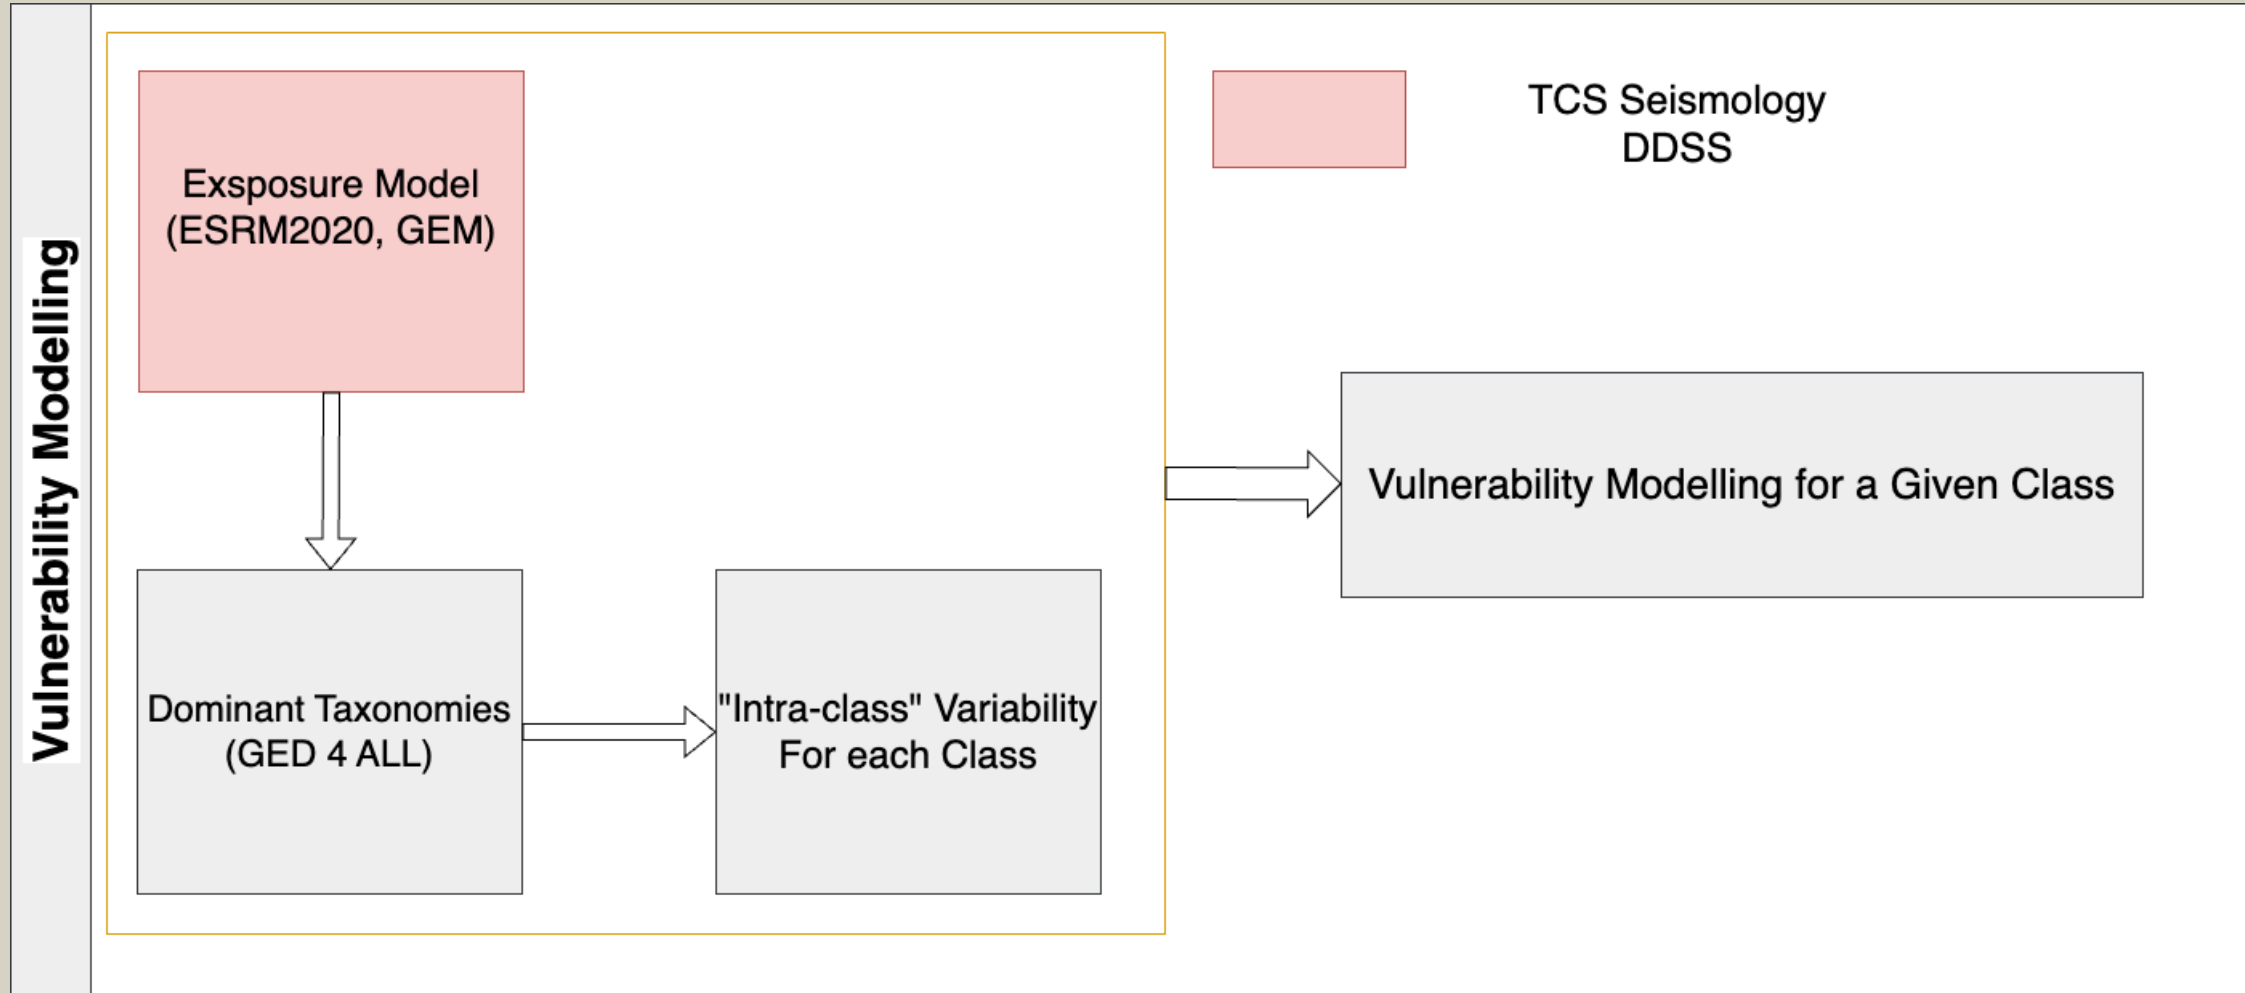 Vulnerability Modelling
Exsposure Model
(ESRM2020, GEM)
TCS Seismology
DDSS
Vulnerability Modelling for a Given Class
Dominant Taxonomies
(GED 4 ALL)
"Intra-class" Variability
For each Class